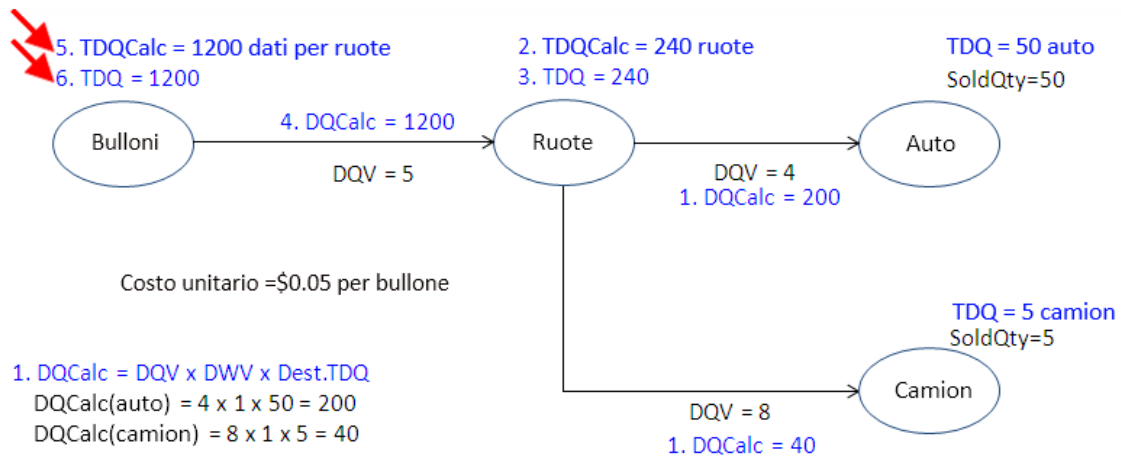 5. TDQCalc = 1200 dati per ruote
6. TDQ = 1200
2. TDQCalc = 240 ruote
3. TDQ = 240
TDQ = 50 auto
SoldQty=50
Bulloni
4. DQCalc = 1200
DQV = 5
Ruote
DQV = 4
1. DQCalc = 200
Auto
Costo unitario =$0.05 per bullone
TDQ = 5 camion
SoldQty=5
Camion
DQV = 8
1. DQCalc = 40
1. DQCalc = DQV x DWV x Dest.TDQ
DQCalc(auto) = 4 x 1 x 50 = 200
DQCalc(camion) = 8 x 1 x 5 = 40